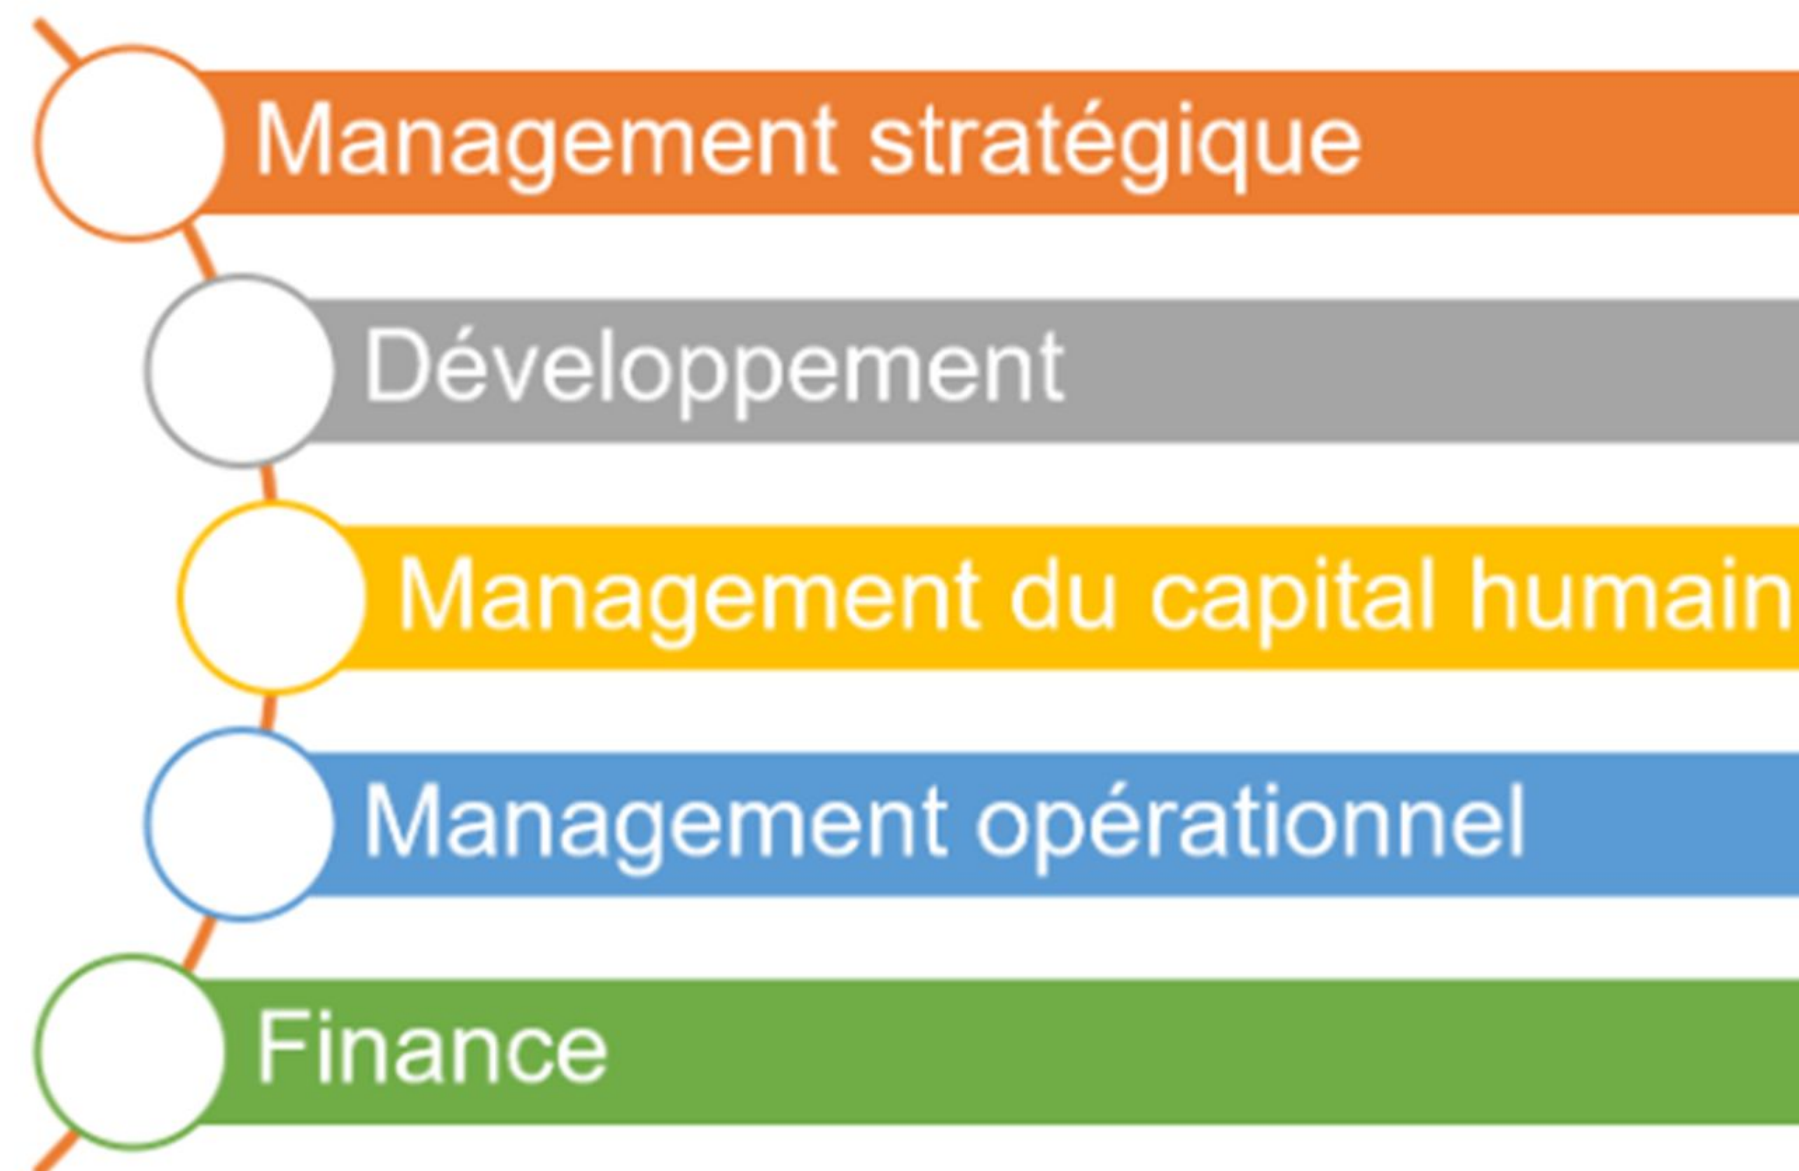 Management stratégique
Développement
Management du capital humain
Management opérationnel
Finance